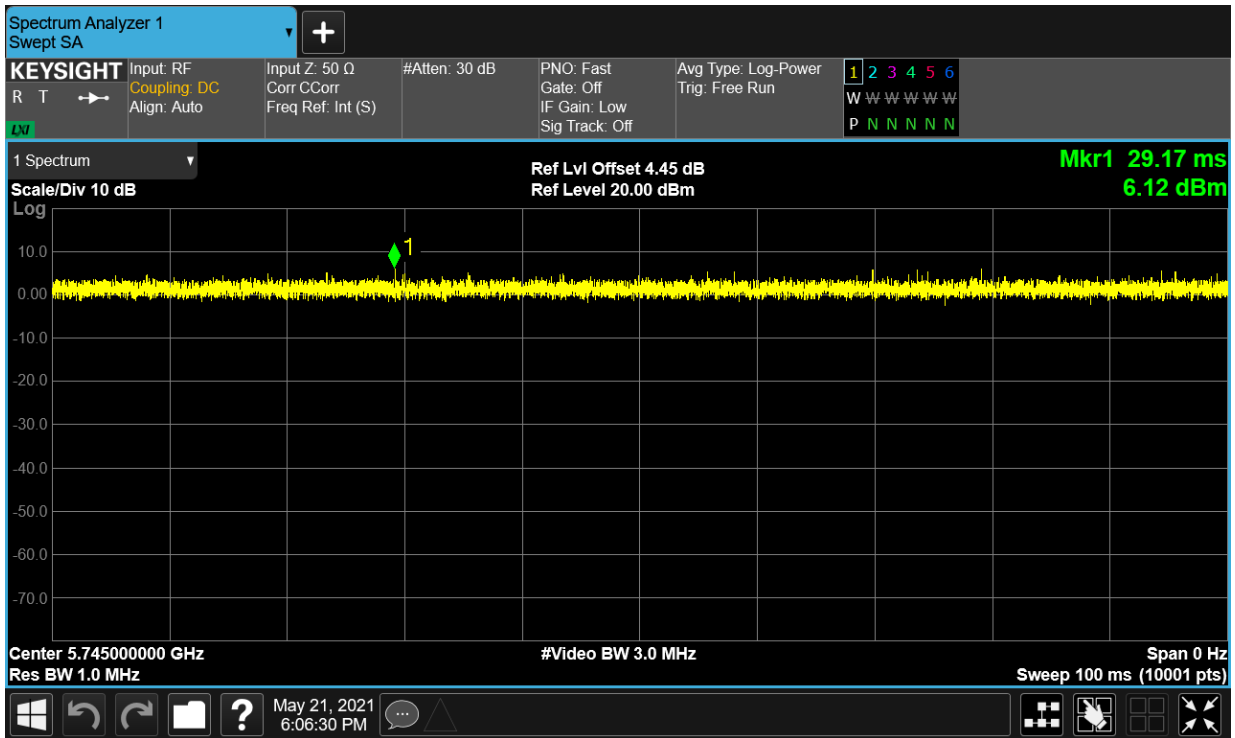 Spectrum Analyzer 1
Swept SA
+
KEYSIGHT
R T
LXI
Input: RF
Coupling: DC
Align: Auto
Input Z: 50 Ω
Corr CCorr
Freq Ref: Int (S)
#Atten: 30 dB
PNO: Fast
Gate: Off
IF Gain: Low
Sig Track: Off
Avg Type: Log-Power
Trig: Free Run
1 2 3 4 5 6
W W W W W W
P N N N N N
1 Spectrum
Scale/Div 10 dB
Log
Ref Lvl Offset 4.45 dB
Ref Level 20.00 dBm
Mkr1 29.17 ms
6.12 dBm
1
10.0
0.00
-10.0
-20.0
-30.0
-40.0
-50.0
-60.0
-70.0
Center 5.745000000 GHz
Res BW 1.0 MHz
#Video BW 3.0 MHz
Span 0 Hz
Sweep 100 ms (10001 pts)
?
May 21, 2021
6:06:30 PM